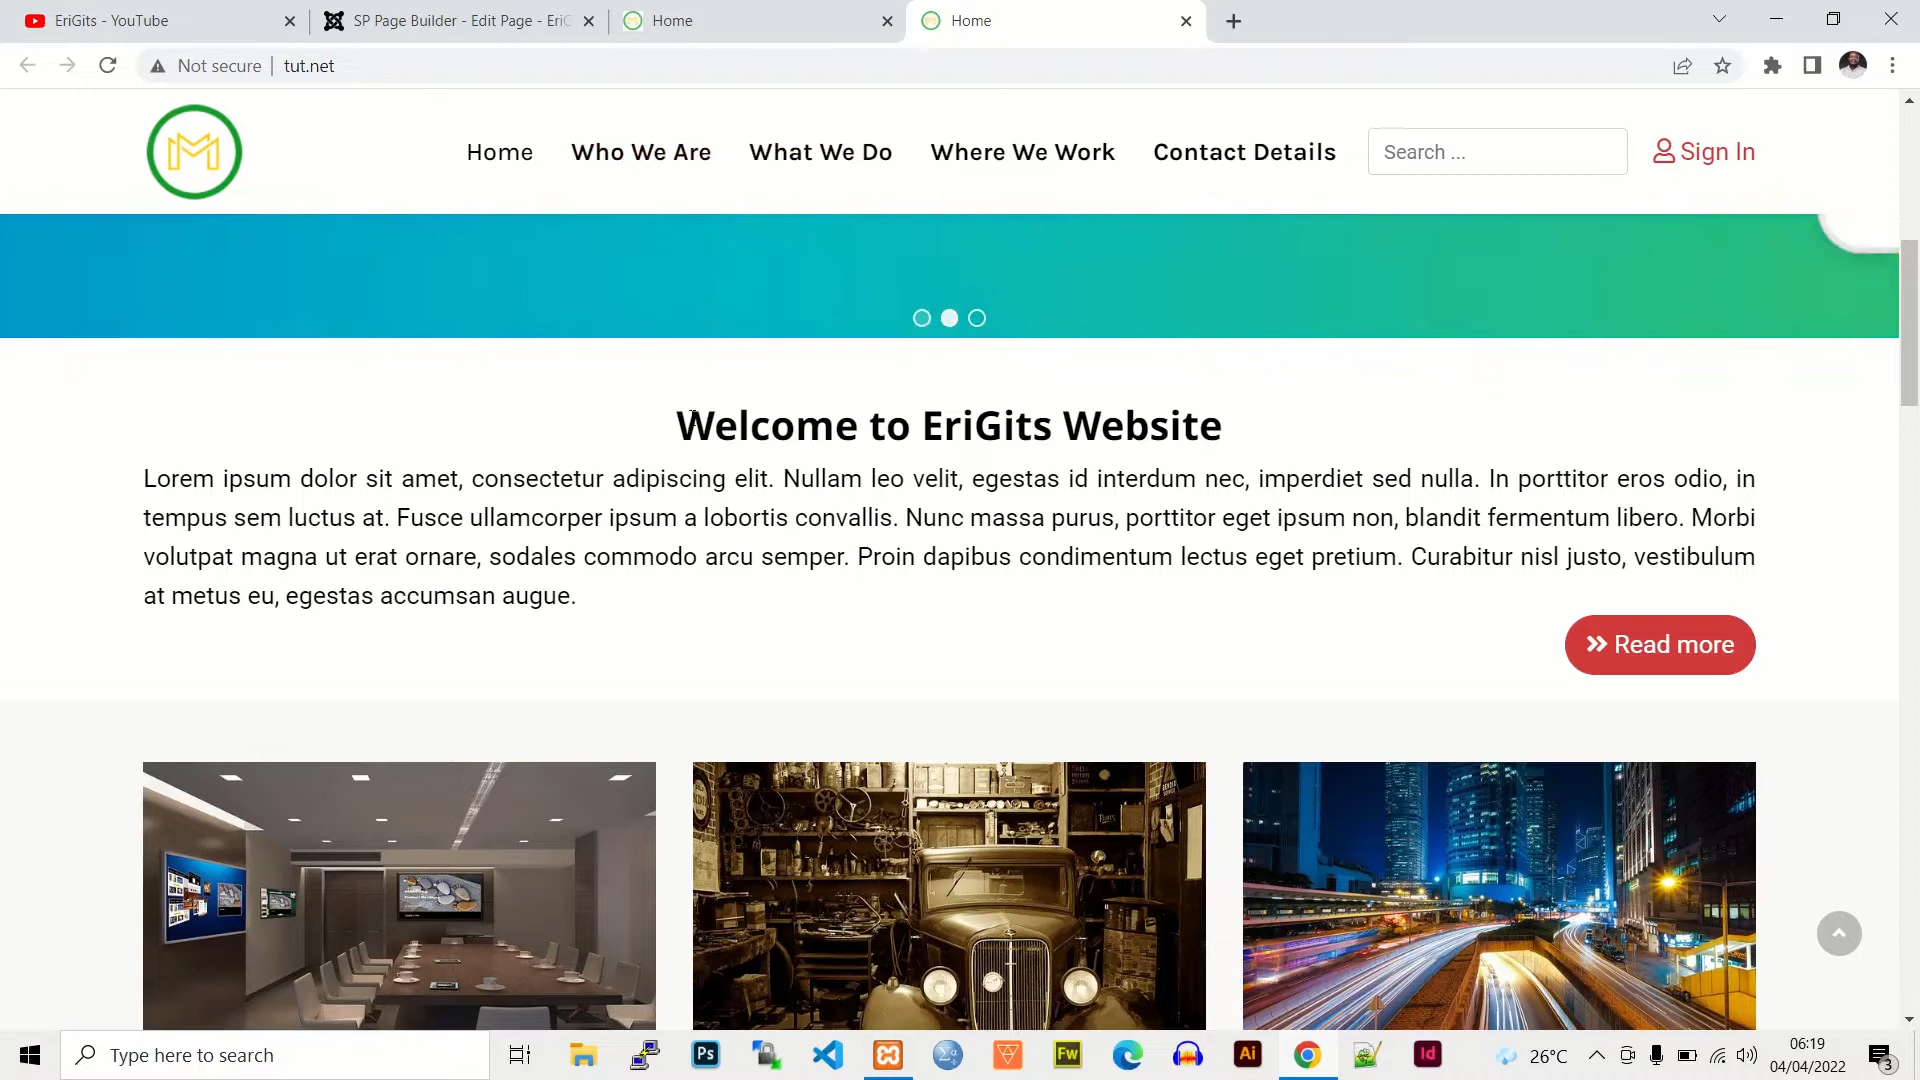 EriGits - YouTube
SP Page Builder - Edit Page - EriG
Home
Home
Not secure
tut.net
M
Home
Who We Are
What We Do
Where We Work
Contact Details
Search ...
Sign In
Welcome to EriGits Website
Lorem ipsum dolor sit amet, consectetur adipiscing elit. Nullam leo velit, egestas id interdum nec, imperdiet sed nulla. In porttitor eros odio, in
tempus sem luctus at. Fusce ullamcorper ipsum a lobortis convallis. Nunc massa purus, porttitor eget ipsum non, blandit fermentum libero. Morbi
volutpat magna ut erat ornare, sodales commodo arcu semper. Proin dapibus condimentum lectus eget pretium. Curabitur nisl justo, vestibulum
at metus eu, egestas accumsan augue.
Read more
Type here to search
Ps
Σα
Fw
Ai
Id
26°C
06:19
04/04/2022
3